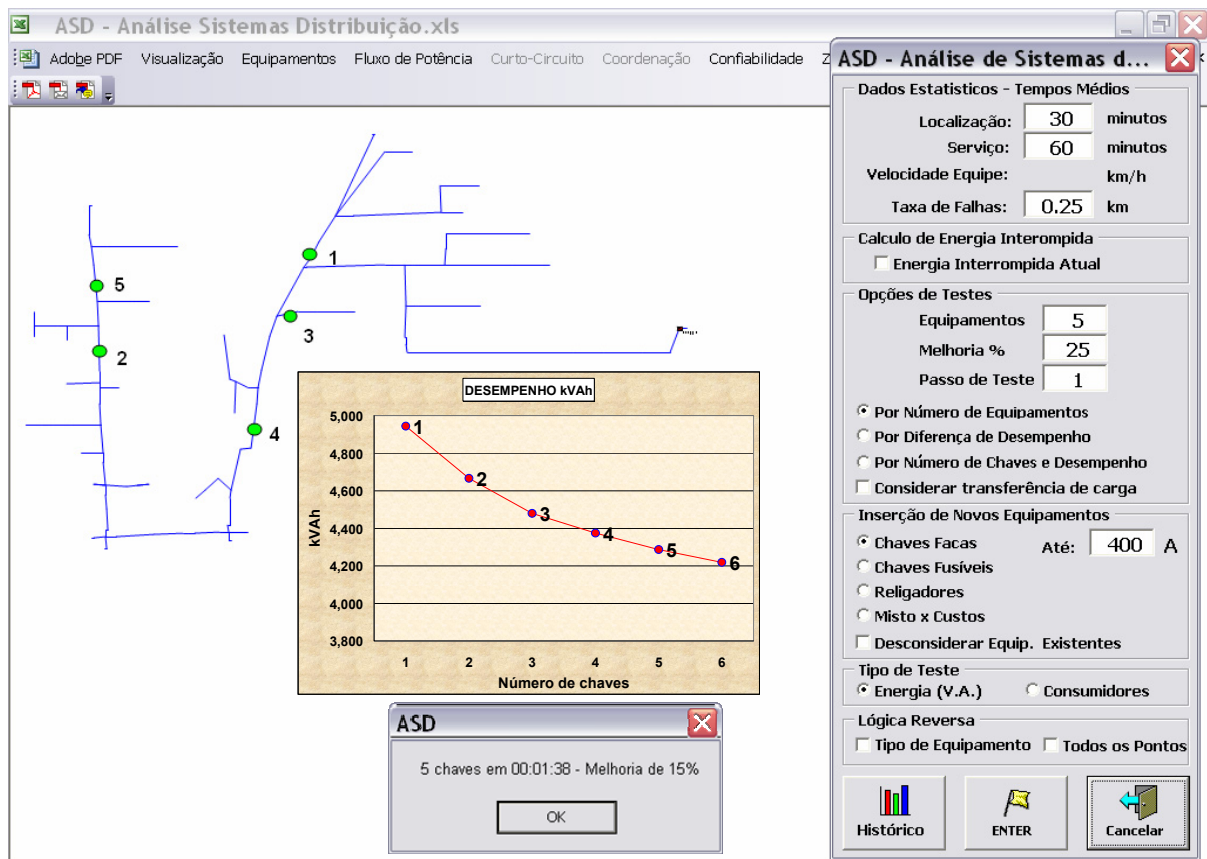 ASD - Análise Sistemas Distribuição.xls
Adobe PDF Visualização Equipamentos Fluxo de Potência Curto-Circuito Coordenação Confiabilidade Z
5
2
1
3
4
DESEMPENHO kVAh
kVAh
5,000
4,800
4,600
4,400
4,200
4,000
3,800
1
2
3
4
5
6
1 2 3 4 5 6
Número de chaves
ASD
5 chaves em 00:01:38 - Melhoria de 15%
OK
ASD - Análise de Sistemas d...
Dados Estatisticos - Tempos Médios
Localização: 30 minutos
Serviço: 60 minutos
Velocidade Equipe: km/h
Taxa de Falhas: 0.25 km
Calculo de Energia Interompida
Energia Interrompida Atual
Opções de Testes
Equipamentos 5
Melhoria % 25
Passo de Teste 1
Por Número de Equipamentos
Por Diferença de Desempenho
Por Número de Chaves e Desempenho
Considerar transferência de carga
Inserção de Novos Equipamentos
Chaves Facas Até: 400 A
Chaves Fusíveis
Religadores
Misto x Custos
Desconsiderar Equip. Existentes
Tipo de Teste
Energia (V.A.) Consumidores
Lógica Reversa
Tipo de Equipamento Todos os Pontos
Histórico ENTER Cancelar